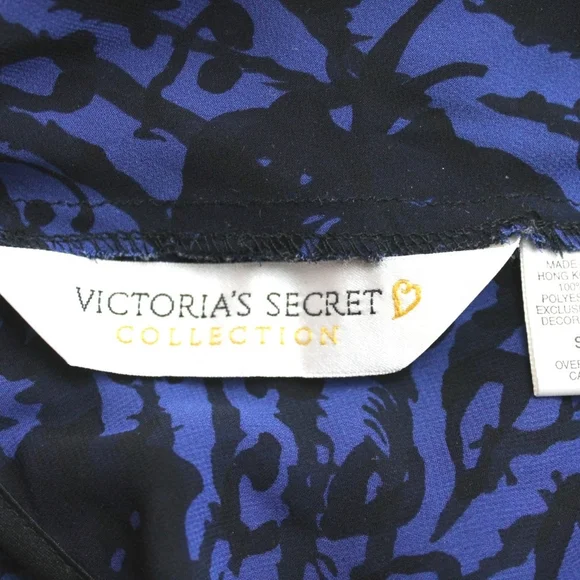 VICTORIA'S SECRET
COLLECTION
MADE
HONG K
100%
POLYES
EXCLUS
DECOR
S
OVER
CA